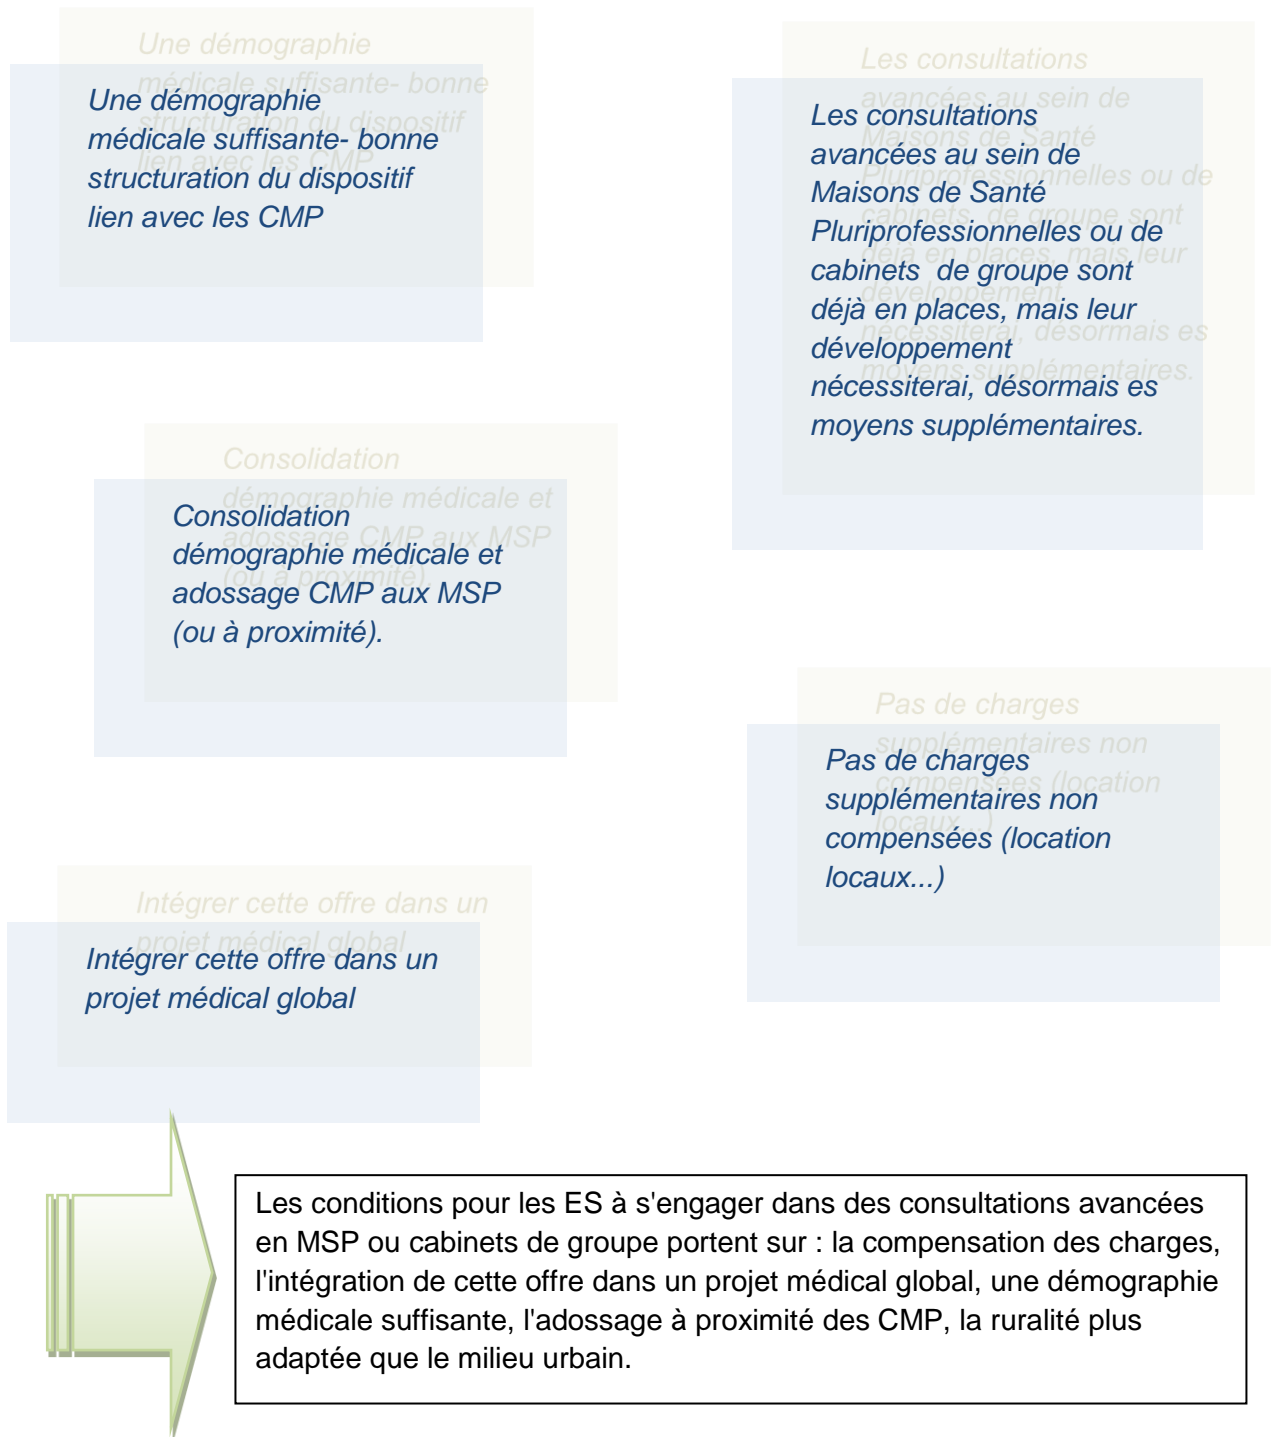 Une démographie
médicale suffisante- bonne
structuration du dispositif
lien avec les CMP
Les consultations
avancées au sein de
Maisons de Santé
Pluriprofessionnelles ou de
cabinets  de groupe sont
déjà en places, mais leur
développement
nécessiterai, désormais es
moyens supplémentaires.
Consolidation
démographie médicale et
adossage CMP aux MSP
(ou à proximité).
Pas de charges
supplémentaires non
compensées (location
locaux...)
Intégrer cette offre dans un
projet médical global
Les conditions pour les ES à s'engager dans des consultations avancées
en MSP ou cabinets de groupe portent sur : la compensation des charges,
l'intégration de cette offre dans un projet médical global, une démographie
médicale suffisante, l'adossage à proximité des CMP, la ruralité plus
adaptée que le milieu urbain.